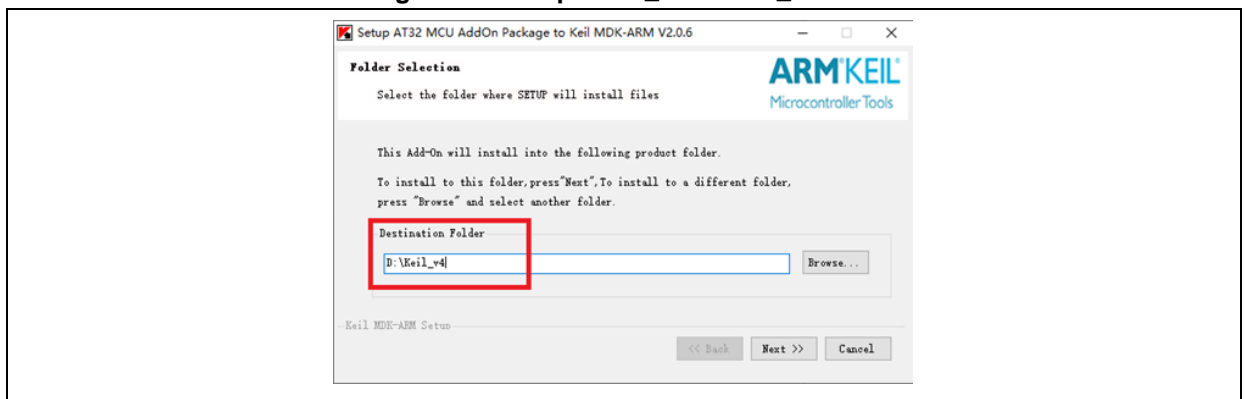 Setup AT32 MCU AddOn Package to Keil MDK-ARM V2.0.6
Folder Selection
Select the folder where SETUP will install files
ARM KEIL
Microcontroller Tools
This Add-On will install into the following product folder.
To install to this folder,press"Next",To install to a different folder,
press "Browse" and select another folder.
Destination Folder
D:\Keil_v4
Browse...
Keil MDK-ARM Setup
<< Back
Next >>
Cancel